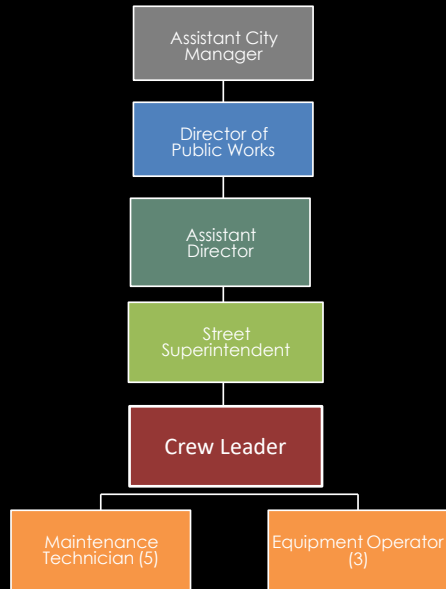 Assistant City
Manager
Director of
Public Works
Assistant
Director
Street
Superintendent
Crew Leader
Maintenance
Technician (5)
Equipment Operator
(3)